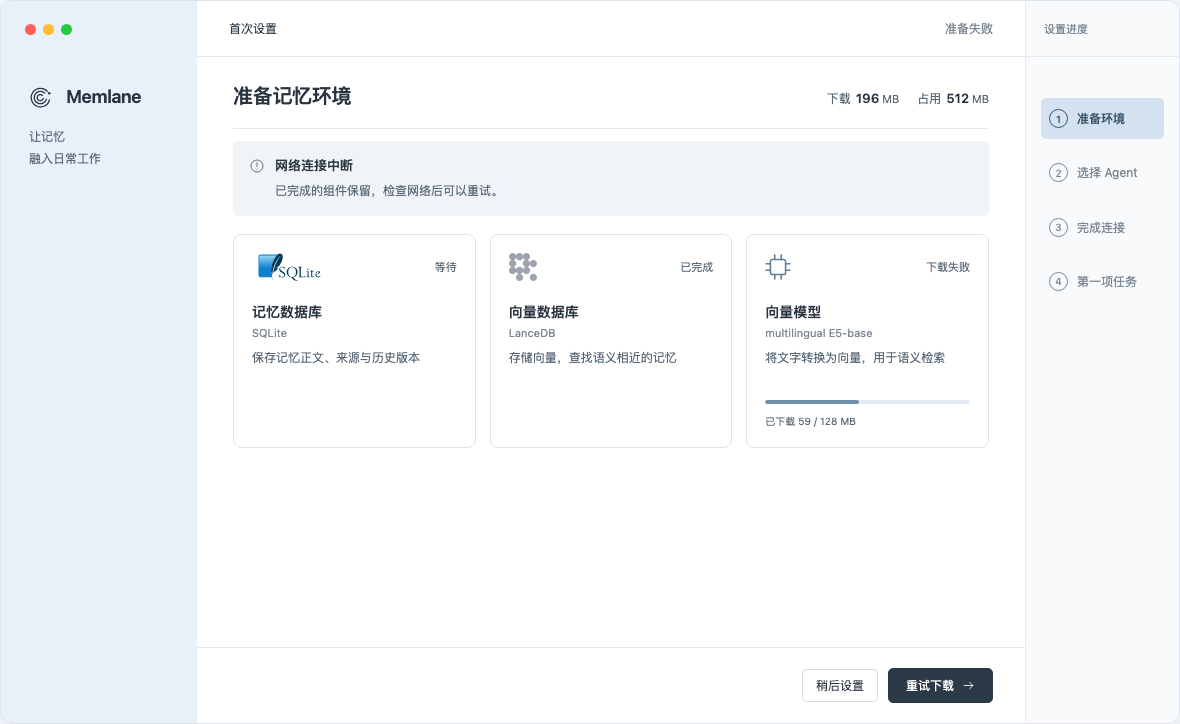 首次设置
准备失败
设置进度
Memlane
让记忆
融入日常工作
准备记忆环境
下载 196 MB 占用 512 MB
网络连接中断
已完成的组件保留，检查网络后可以重试。
SQLite
等待
记忆数据库
SQLite
保存记忆正文、来源与历史版本
已完成
向量数据库
LanceDB
存储向量，查找语义相近的记忆
下载失败
向量模型
multilingual E5-base
将文字转换为向量，用于语义检索
已下载 59 / 128 MB
1 准备环境
2 选择 Agent
3 完成连接
4 第一项任务
稍后设置
重试下载 →